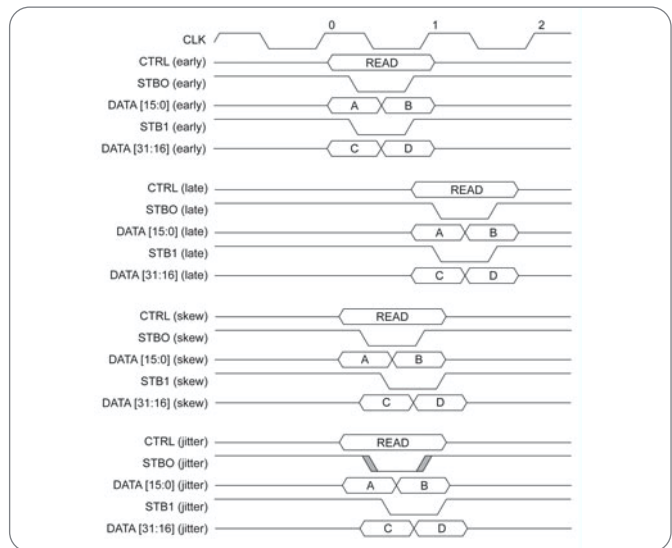 0 1 2
CLK
CTRL (early) READ
STBO (early)
DATA [15:0] (early) A B
STB1 (early)
DATA [31:16] (early) C D
CTRL (late) READ
STBO (late)
DATA [15:0] (late) A B
STB1 (late)
DATA [31:16] (late) C D
CTRL (skew) READ
STBO (skew)
DATA [15:0] (skew) A B
STB1 (skew)
DATA [31:16] (skew) C D
CTRL (jitter) READ
STBO (jitter)
DATA [15:0] (jitter) A B
STB1 (jitter)
DATA [31:16] (jitter) C D